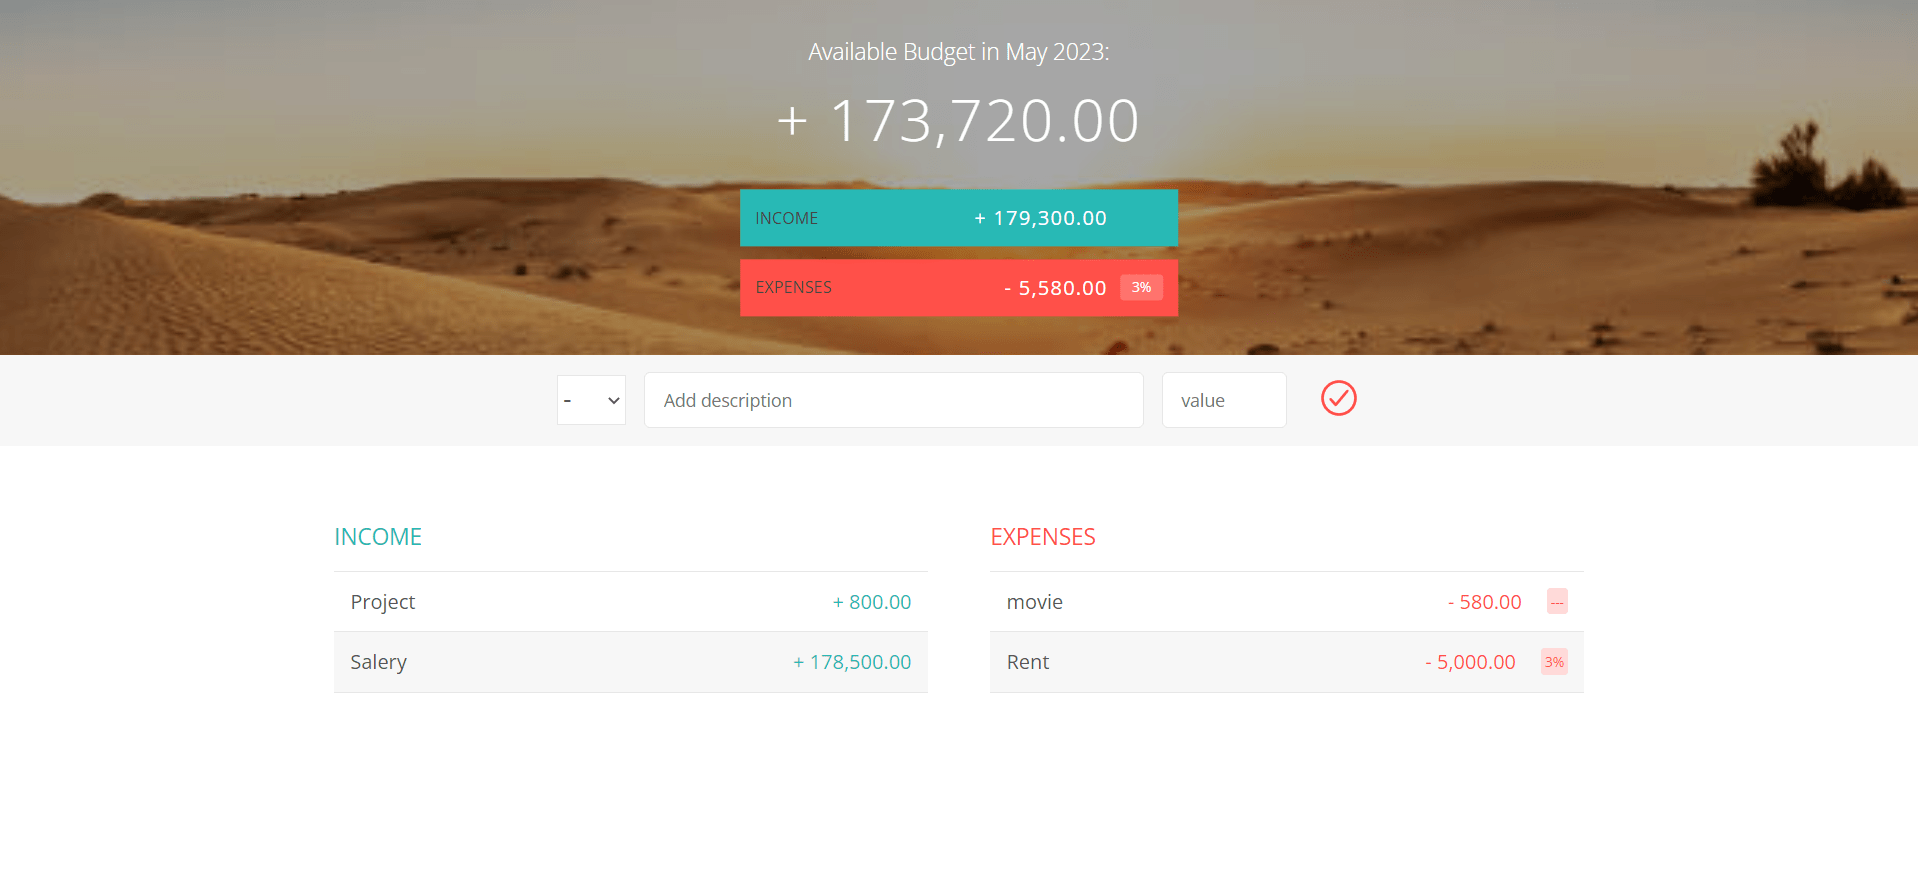 Available Budget in May 2023:
+ 173,720.00
INCOME + 179,300.00
EXPENSES - 5,580.00 3%
- Add description value
INCOME
Project + 800.00
Salery + 178,500.00
EXPENSES
movie - 580.00 ---
Rent - 5,000.00 3%